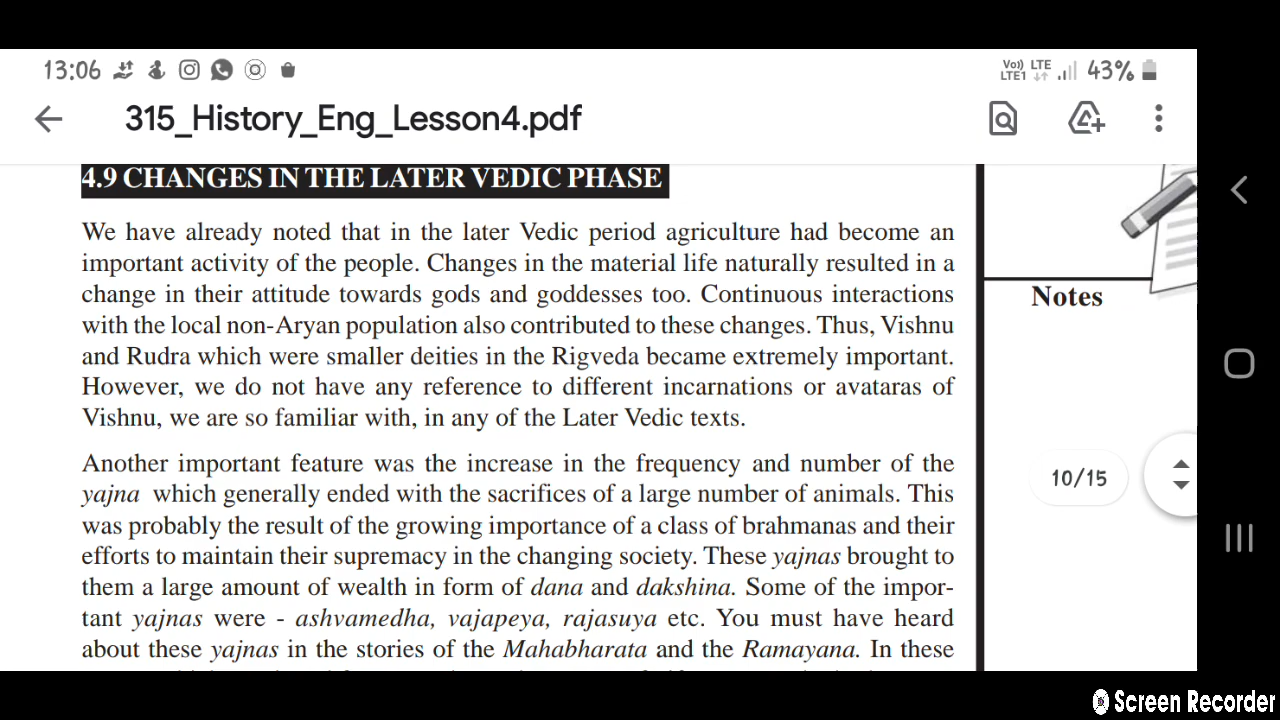 13:06
Vo)) LTE
LTE1
43%
315_History_Eng_Lesson4.pdf
4.9 CHANGES IN THE LATER VEDIC PHASE
We have already noted that in the later Vedic period agriculture had become an
important activity of the people. Changes in the material life naturally resulted in a
change in their attitude towards gods and goddesses too. Continuous interactions
with the local non-Aryan population also contributed to these changes. Thus, Vishnu
and Rudra which were smaller deities in the Rigveda became extremely important.
However, we do not have any reference to different incarnations or avataras of
Vishnu, we are so familiar with, in any of the Later Vedic texts.
Another important feature was the increase in the frequency and number of the
yajna which generally ended with the sacrifices of a large number of animals. This
was probably the result of the growing importance of a class of brahmanas and their
efforts to maintain their supremacy in the changing society. These yajnas brought to
them a large amount of wealth in form of dana and dakshina. Some of the impor-
tant yajnas were - ashvamedha, vajapeya, rajasuya etc. You must have heard
about these yajnas in the stories of the Mahabharata and the Ramayana. In these
Notes
10/15
Screen Recorder